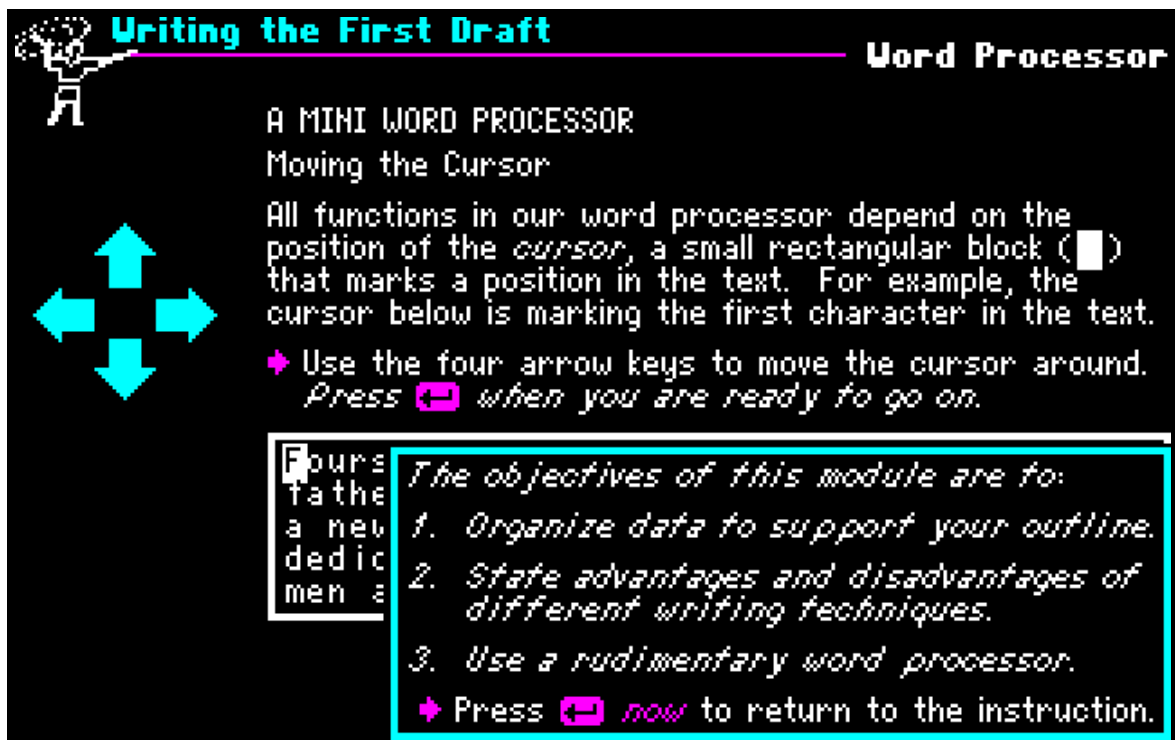 Writing the First Draft
Word Processor
A MINI WORD PROCESSOR
Moving the Cursor
All functions in our word processor depend on the
position of the cursor, a small rectangular block ( )
that marks a position in the text. For example, the
cursor below is marking the first character in the text.
Use the four arrow keys to move the cursor around.
Press when you are ready to go on.
Fours
fathe
a new
dedic
men a
The objectives of this module are to:
1. Organize data to support your outline.
2. State advantages and disadvantages of
different writing techniques.
3. Use a rudimentary word processor.
Press now to return to the instruction.